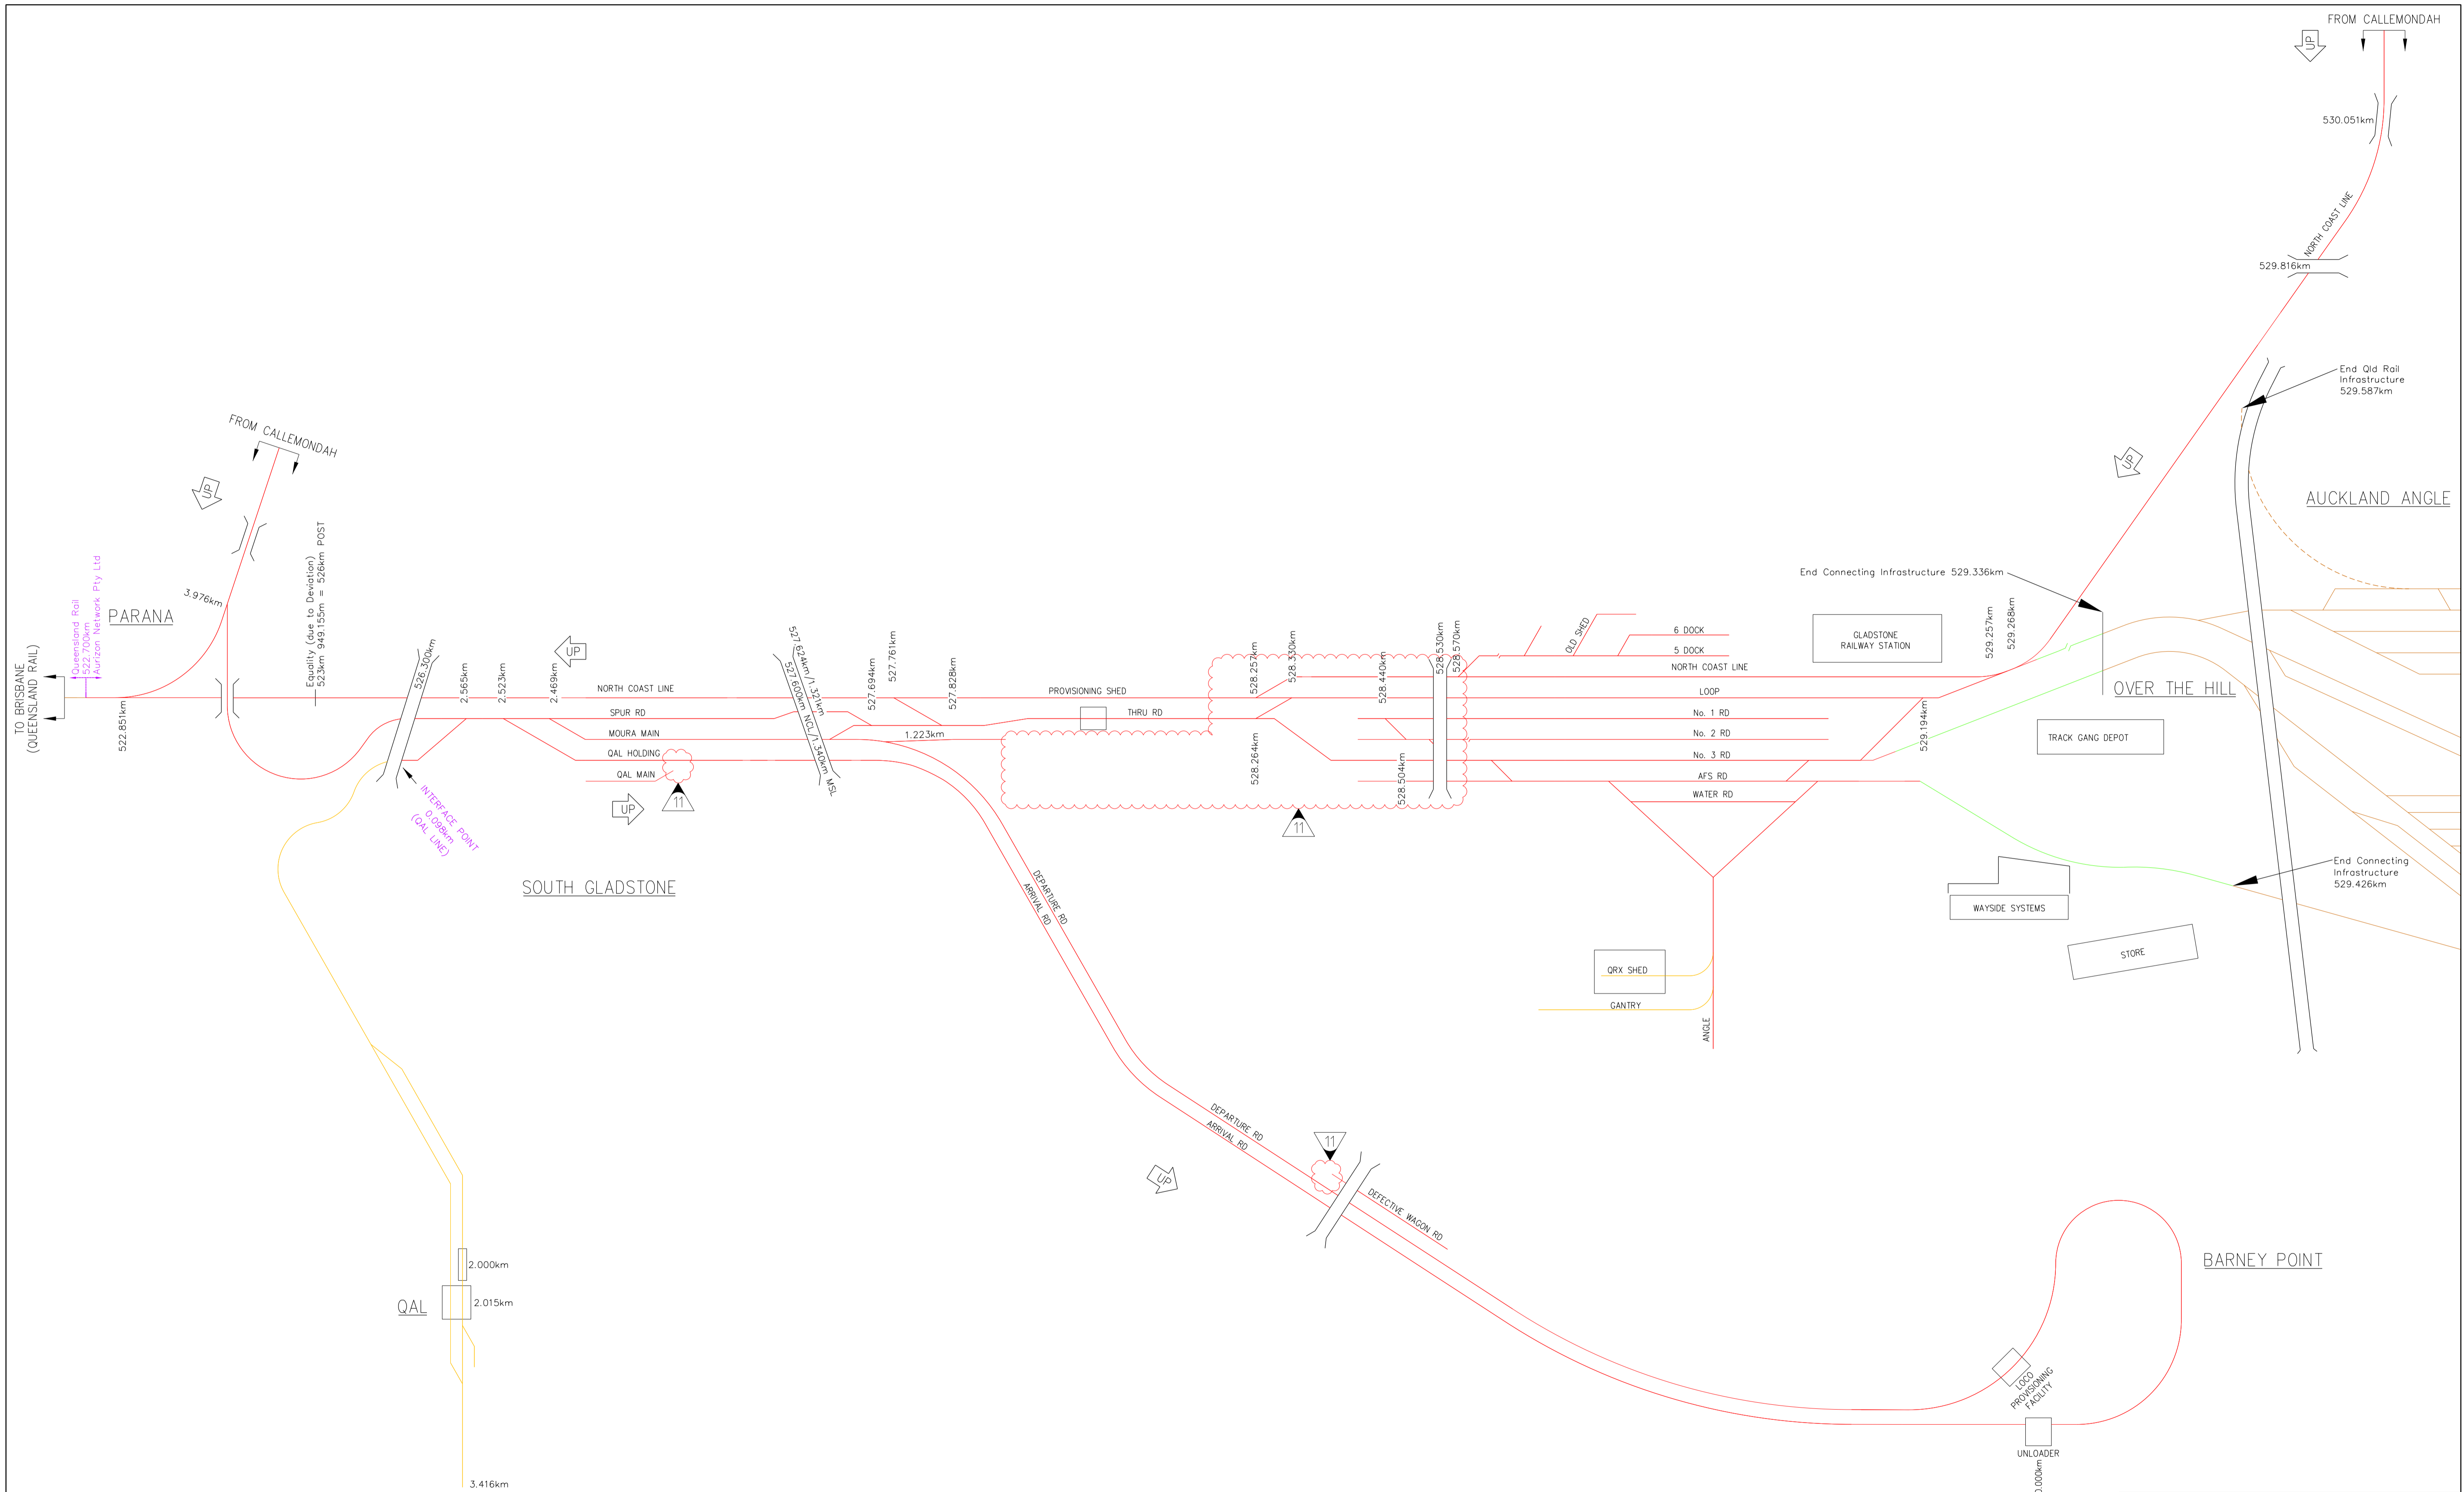 FROM CALLEMONDAH
UP
530.051km
NORTH COAST LINE
529.816km
End Qld Rail
Infrastructure
529.587km
UP
AUCKLAND ANGLE
FROM CALLEMONDAH
UP
3.976km
PARANA
Queensland Rail
522.700km
Aurizon Network Pty Ltd
TO BRISBANE
(QUEENSLAND RAIL)
522.851km
Equality (due to Deviation)
523km 949.155m = 526km POST
526.300km
2.565km
2.523km
2.469km
UP
NORTH COAST LINE
SPUR RD
MOURA MAIN
QAL HOLDING
QAL MAIN
UP
11
INTERFACE POINT
0.098km
(QAL LINE)
SOUTH GLADSTONE
527.624km/1.321km
527.600km NCL/1.340km MSL
527.694km
527.761km
527.828km
1.223km
PROVISIONING SHED
THRU RD
528.257km
528.330km
528.264km
528.440km
528.504km
528.530km
528.570km
11
OLD SHED
6 DOCK
5 DOCK
NORTH COAST LINE
LOOP
No. 1 RD
No. 2 RD
No. 3 RD
AFS RD
WATER RD
GLADSTONE
RAILWAY STATION
End Connecting Infrastructure 529.336km
529.257km
529.268km
529.194km
OVER THE HILL
TRACK GANG DEPOT
End Connecting
Infrastructure
529.426km
WAYSIDE SYSTEMS
STORE
QRX SHED
GANTRY
ANGLE
DEPARTURE RD
ARRIVAL RD
DEPARTURE RD
ARRIVAL RD
11
UP
DEFECTIVE WAGON RD
BARNEY POINT
LOCO
PROVISIONING
FACILITY
UNLOADER
0.000km
2.000km
QAL
2.015km
3.416km